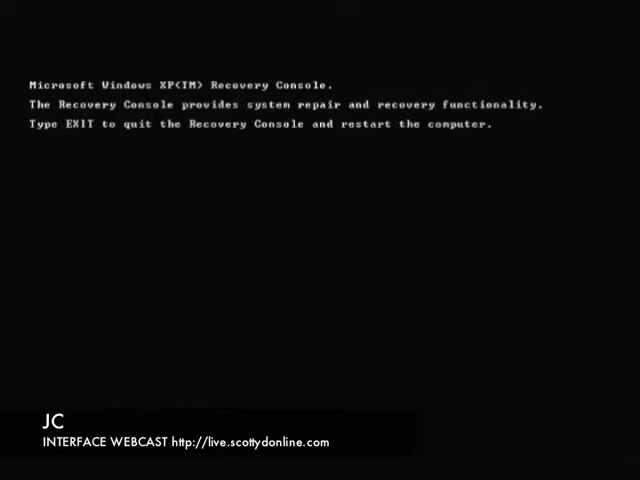 Microsoft Windows XP(TM) Recovery Console.
The Recovery Console provides system repair and recovery functionality.
Type EXIT to quit the Recovery Console and restart the computer.
JC
INTERFACE WEBCAST http://live.scottydonline.com